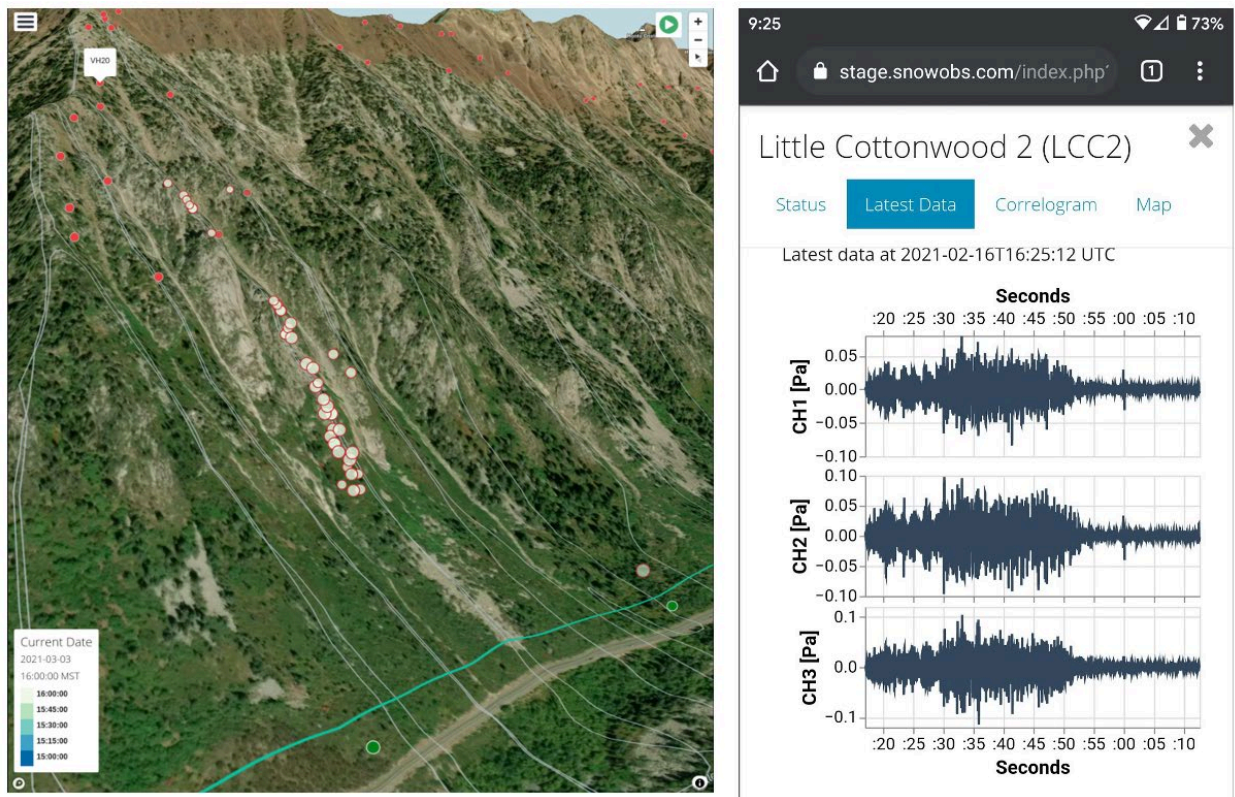 VH20
+
−
Current Date
2021-03-03
16:00:00 MST
16:00:00
15:45:00
15:30:00
15:15:00
15:00:00
9:25
73%
stage.snowobs.com/index.php
1
Little Cottonwood 2 (LCC2)
Status Latest Data Correlogram Map
Latest data at 2021-02-16T16:25:12 UTC
Seconds
:20 :25 :30 :35 :40 :45 :50 :55 :00 :05 :10
CH1 [Pa]
0.05
0.00
−0.05
−0.10
CH2 [Pa]
0.10
0.05
0.00
−0.05
−0.10
CH3 [Pa]
0.1
0.0
−0.1
:20 :25 :30 :35 :40 :45 :50 :55 :00 :05 :10
Seconds